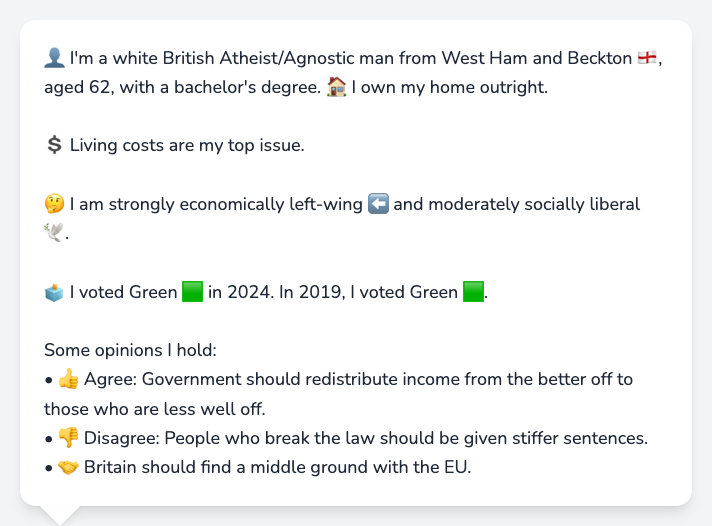 👤 I'm a white British Atheist/Agnostic man from West Ham and Beckton 🏴󠁧󠁢󠁥󠁮󠁧󠁿,
aged 62, with a bachelor's degree. 🏠 I own my home outright.
💲 Living costs are my top issue.
🤔 I am strongly economically left-wing ⬅️ and moderately socially liberal
🕊️.
🗳️ I voted Green 🟩 in 2024. In 2019, I voted Green 🟩.
Some opinions I hold:
• 👍 Agree: Government should redistribute income from the better off to
those who are less well off.
• 👎 Disagree: People who break the law should be given stiffer sentences.
• 🤝 Britain should find a middle ground with the EU.